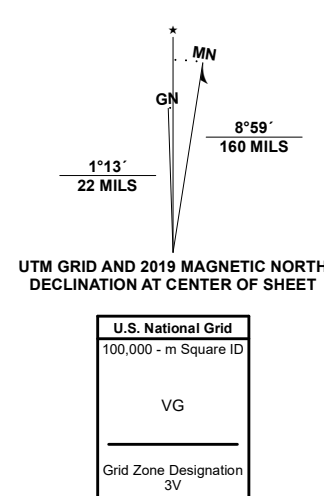 ★
MN
GN
8°59´
160 MILS
1°13´
22 MILS
UTM GRID AND 2019 MAGNETIC NORTH
DECLINATION AT CENTER OF SHEET
U.S. National Grid
100,000 - m Square ID
VG
Grid Zone Designation
3V